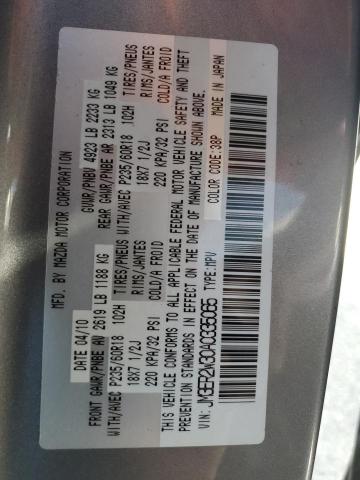 MFD. BY MAZDA MOTOR CORPORATION
DATE 04/10 GVWR/PNBV 4923 LB 2233 KG
FRONT GAWR/PNBE AV 2619 LB 1188 KG REAR GAWR/PNBE AR 2313 LB 1049 KG
WITH/AVEC P235/60R18 102H TIRES/PNEUS WITH/AVEC P235/60R18 102H TIRES/PNEUS
18X7 1/2J RIMS/JANTES 18X7 1/2J RIMS/JANTES
220 KPA/32 PSI COLD/A FROID 220 KPA/32 PSI COLD/A FROID
THIS VEHICLE CONFORMS TO ALL APPLICABLE FEDERAL MOTOR VEHICLE SAFETY AND THEFT
PREVENTION STANDARDS IN EFFECT ON THE DATE OF MANUFACTURE SHOWN ABOVE.
JM3ER2W30A0335085 TYPE:MPV COLOR CODE:38P MADE IN JAPAN